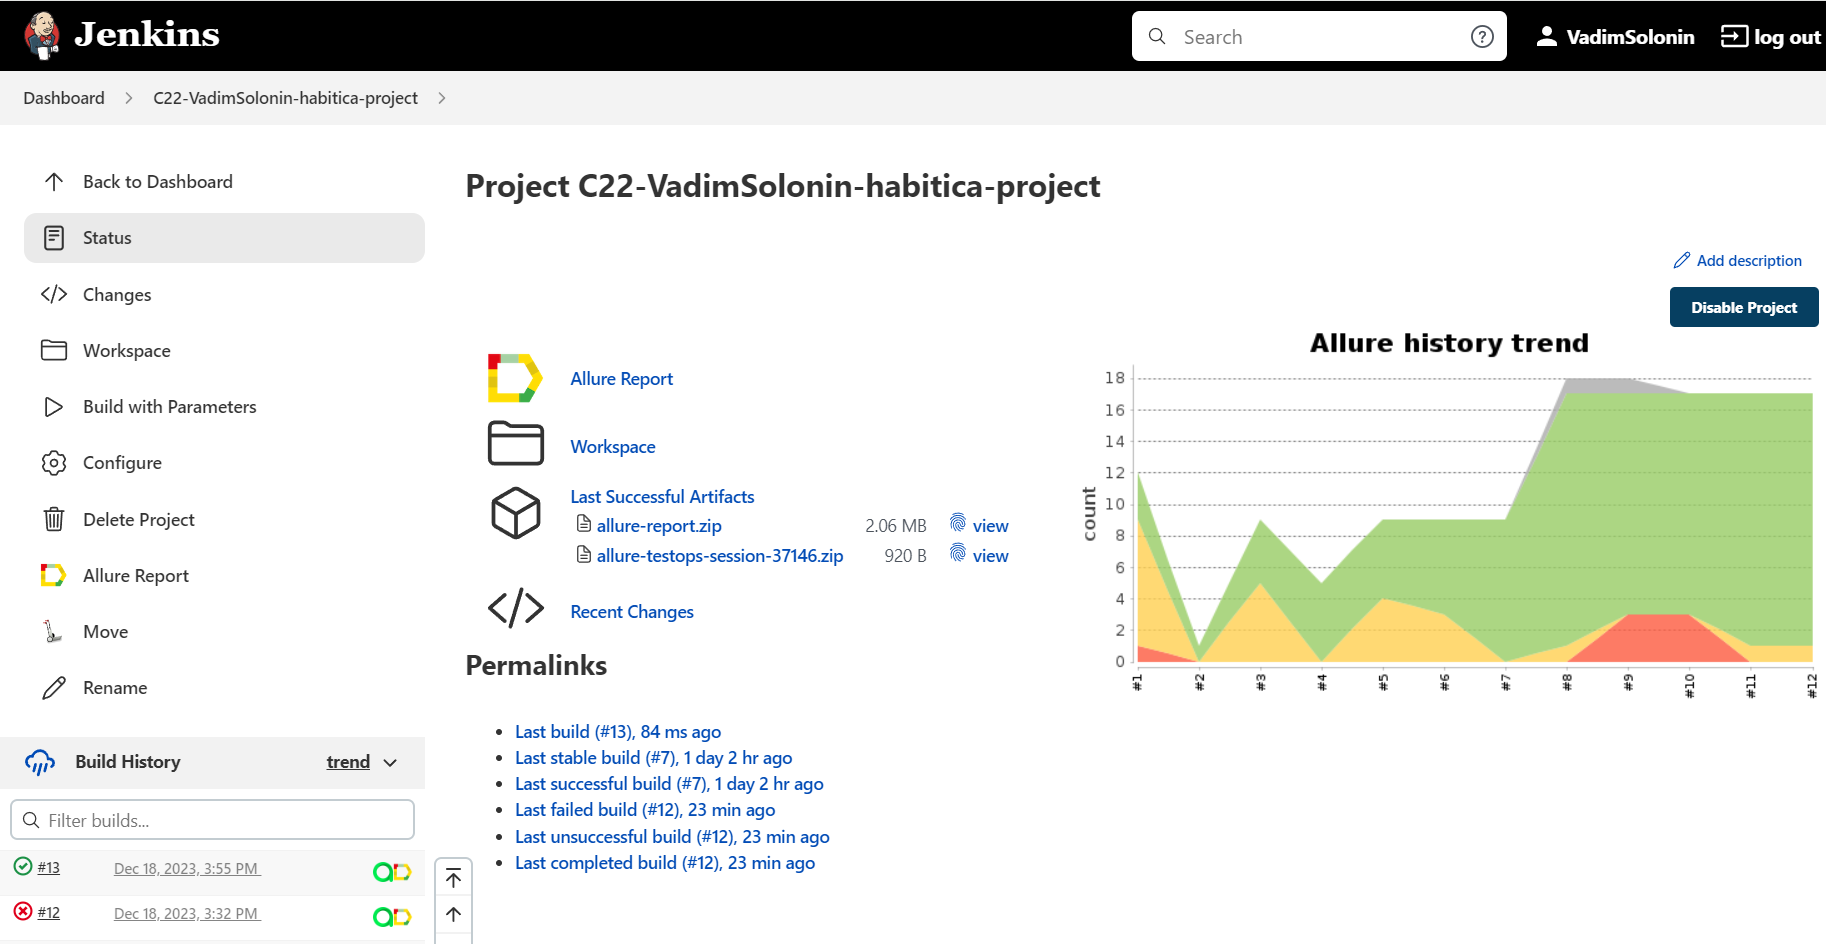 Jenkins
Search
VadimSolonin
log out
Dashboard
C22-VadimSolonin-habitica-project
Back to Dashboard
Status
Changes
Workspace
Build with Parameters
Configure
Delete Project
Allure Report
Move
Rename
Build History
trend
Filter builds...
#13 Dec 18, 2023, 3:55 PM
#12 Dec 18, 2023, 3:32 PM
Project C22-VadimSolonin-habitica-project
Add description
Disable Project
Allure Report
Workspace
Last Successful Artifacts
allure-report.zip 2.06 MB view
allure-testops-session-37146.zip 920 B view
Recent Changes
Permalinks
Last build (#13), 84 ms ago
Last stable build (#7), 1 day 2 hr ago
Last successful build (#7), 1 day 2 hr ago
Last failed build (#12), 23 min ago
Last unsuccessful build (#12), 23 min ago
Last completed build (#12), 23 min ago
Allure history trend
count
18
16
14
12
10
8
6
4
2
0
#1 #2 #3 #4 #5 #6 #7 #8 #9 #10 #11 #12